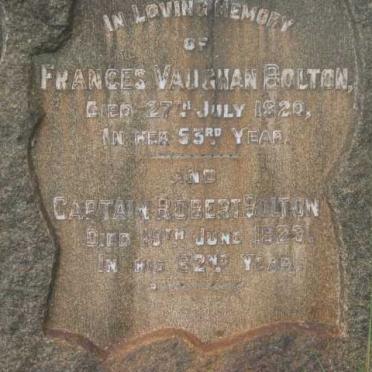 IN LOVING MEMORY
OF
FRANCES VAUGHAN BOLTON,
DIED 27TH JULY
IN HER 53RD YEAR.
AND
CAPTAIN ROBERT BOLTON
DIED JUNE
IN HIS 82ND YEAR.